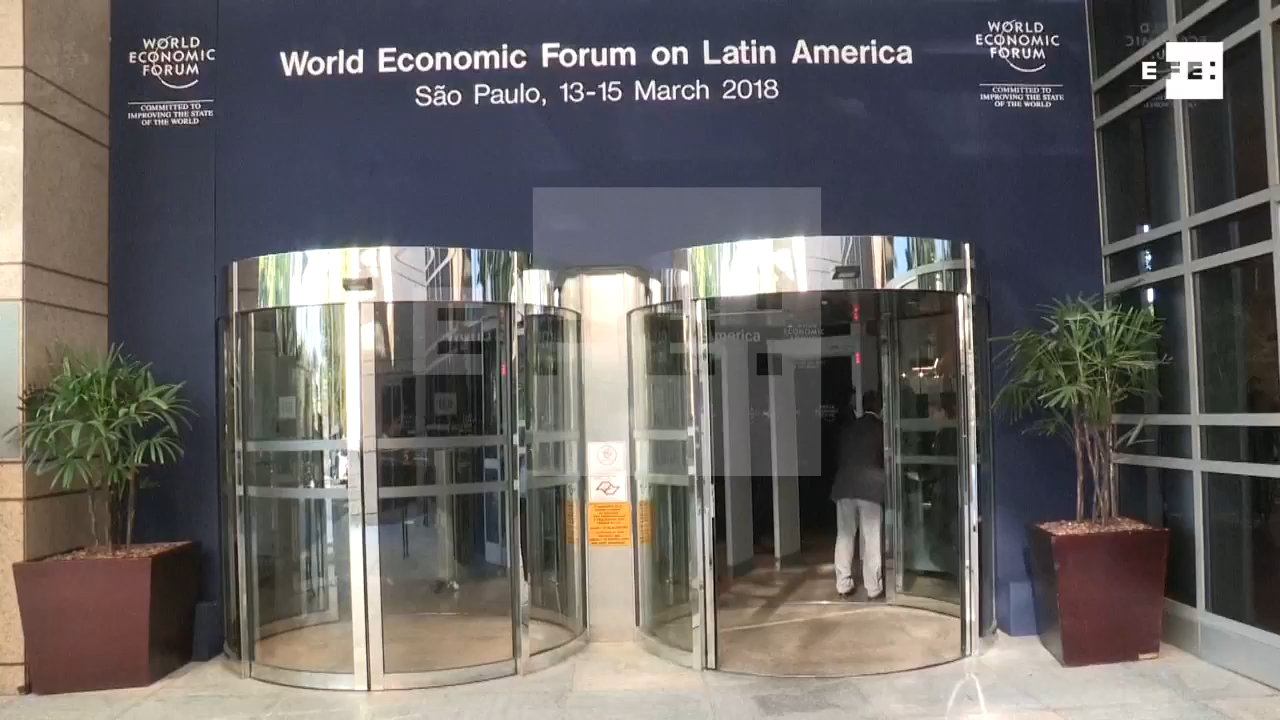 WORLD
ECONOMIC
FORUM
COMMITTED TO
IMPROVING THE STATE
OF THE WORLD
World Economic Forum on Latin America
São Paulo, 13-15 March 2018
WORLD
ECONOMIC
FORUM
COMMITTED TO
IMPROVING THE STATE
OF THE WORLD
EFE:
America